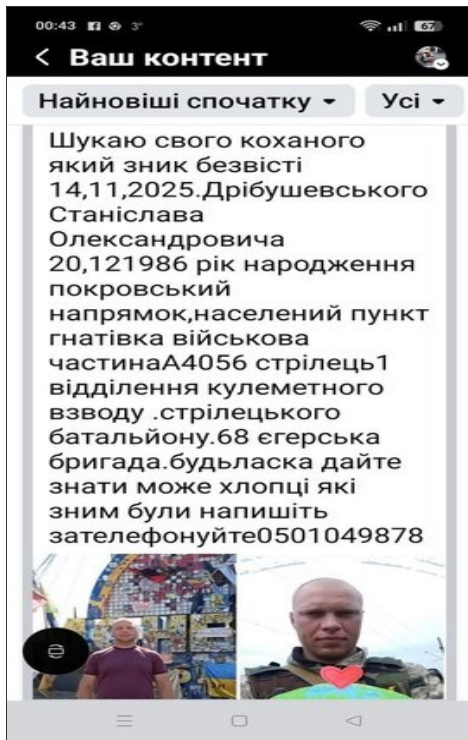 00:43 3°
67
Ваш контент
Найновіші спочатку
Усі
Шукаю свого коханого
який зник безвісті
14,11,2025.Дрібушевського
Станіслава
Олександровича
20,121986 рік народження
покровський
напрямок,населений пункт
гнатівка військова
частинаА4056 стрілець1
відділення кулеметного
взводу .стрілецького
батальйону.68 єгерська
бригада.будьласка дайте
знати може хлопці які
зним були напишіть
зателефонуйте0501049878